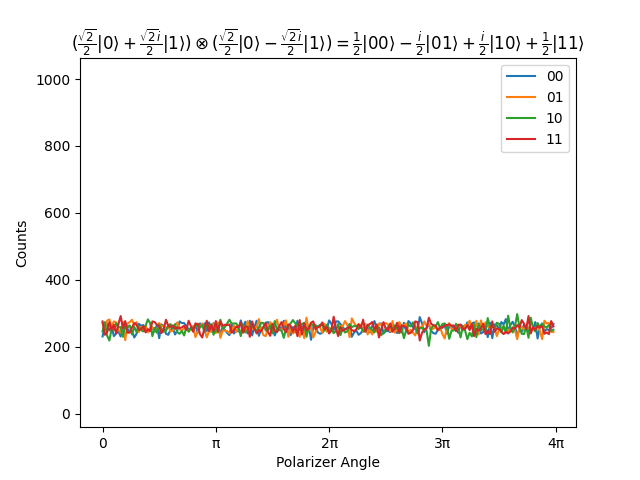 (√2/2|0⟩ + √2i/2|1⟩) ⊗ (√2/2|0⟩ − √2i/2|1⟩) = 1/2|00⟩ − i/2|01⟩ + i/2|10⟩ + 1/2|11⟩
00
01
10
11
1000
800
600
400
200
0
Counts
0 π 2π 3π 4π
Polarizer Angle